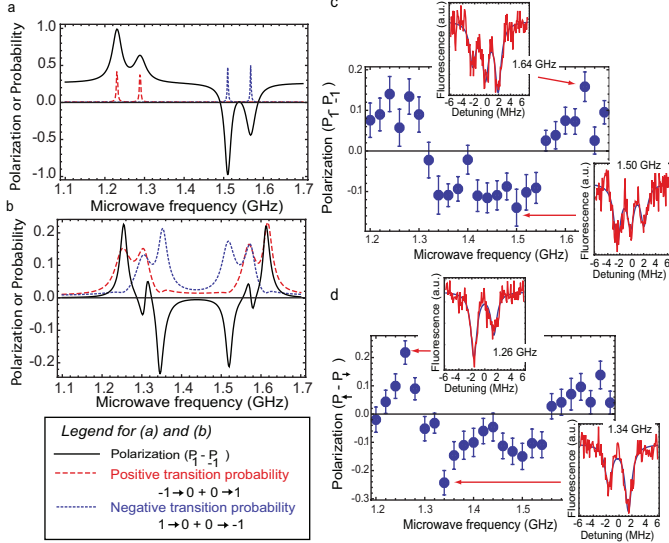 a
Polarization or Probability
1.0
0.5
0.0
-0.5
-1.0
1.1
1.2
1.3
1.4
1.5
1.6
1.7
Microwave frequency (GHz)
b
Polarization or Probability
0.2
0.1
0.0
-0.1
-0.2
1.1
1.2
1.3
1.4
1.5
1.6
1.7
Microwave frequency (GHz)
Legend for (a) and (b)
Polarization (P1- P-1)
Positive transition probability
-1→0 + 0→1
Negative transition probability
1→0 + 0→-1
c
Polarization (P1- P-1)
0.2
0.1
0.0
-0.1
1.2
1.3
1.4
1.5
1.6
Microwave frequency (GHz)
Fluorescence (a.u.)
1.64 GHz
-6 -4 -2 0 2 4 6
Detuning (MHz)
Fluorescence (a.u.)
1.50 GHz
-6 -4 -2 0 2 4 6
Detuning (MHz)
d
Polarization (P← - P→)
0.3
0.2
0.1
0.0
-0.1
-0.2
-0.3
1.2
1.3
1.4
1.5
1.6
Microwave frequency (GHz)
Fluorescence (a.u.)
1.26 GHz
-6 -4 -2 0 2 4 6
Detuning (MHz)
Fluorescence (a.u.)
1.34 GHz
-6 -4 -2 0 2 4 6
Detuning (MHz)